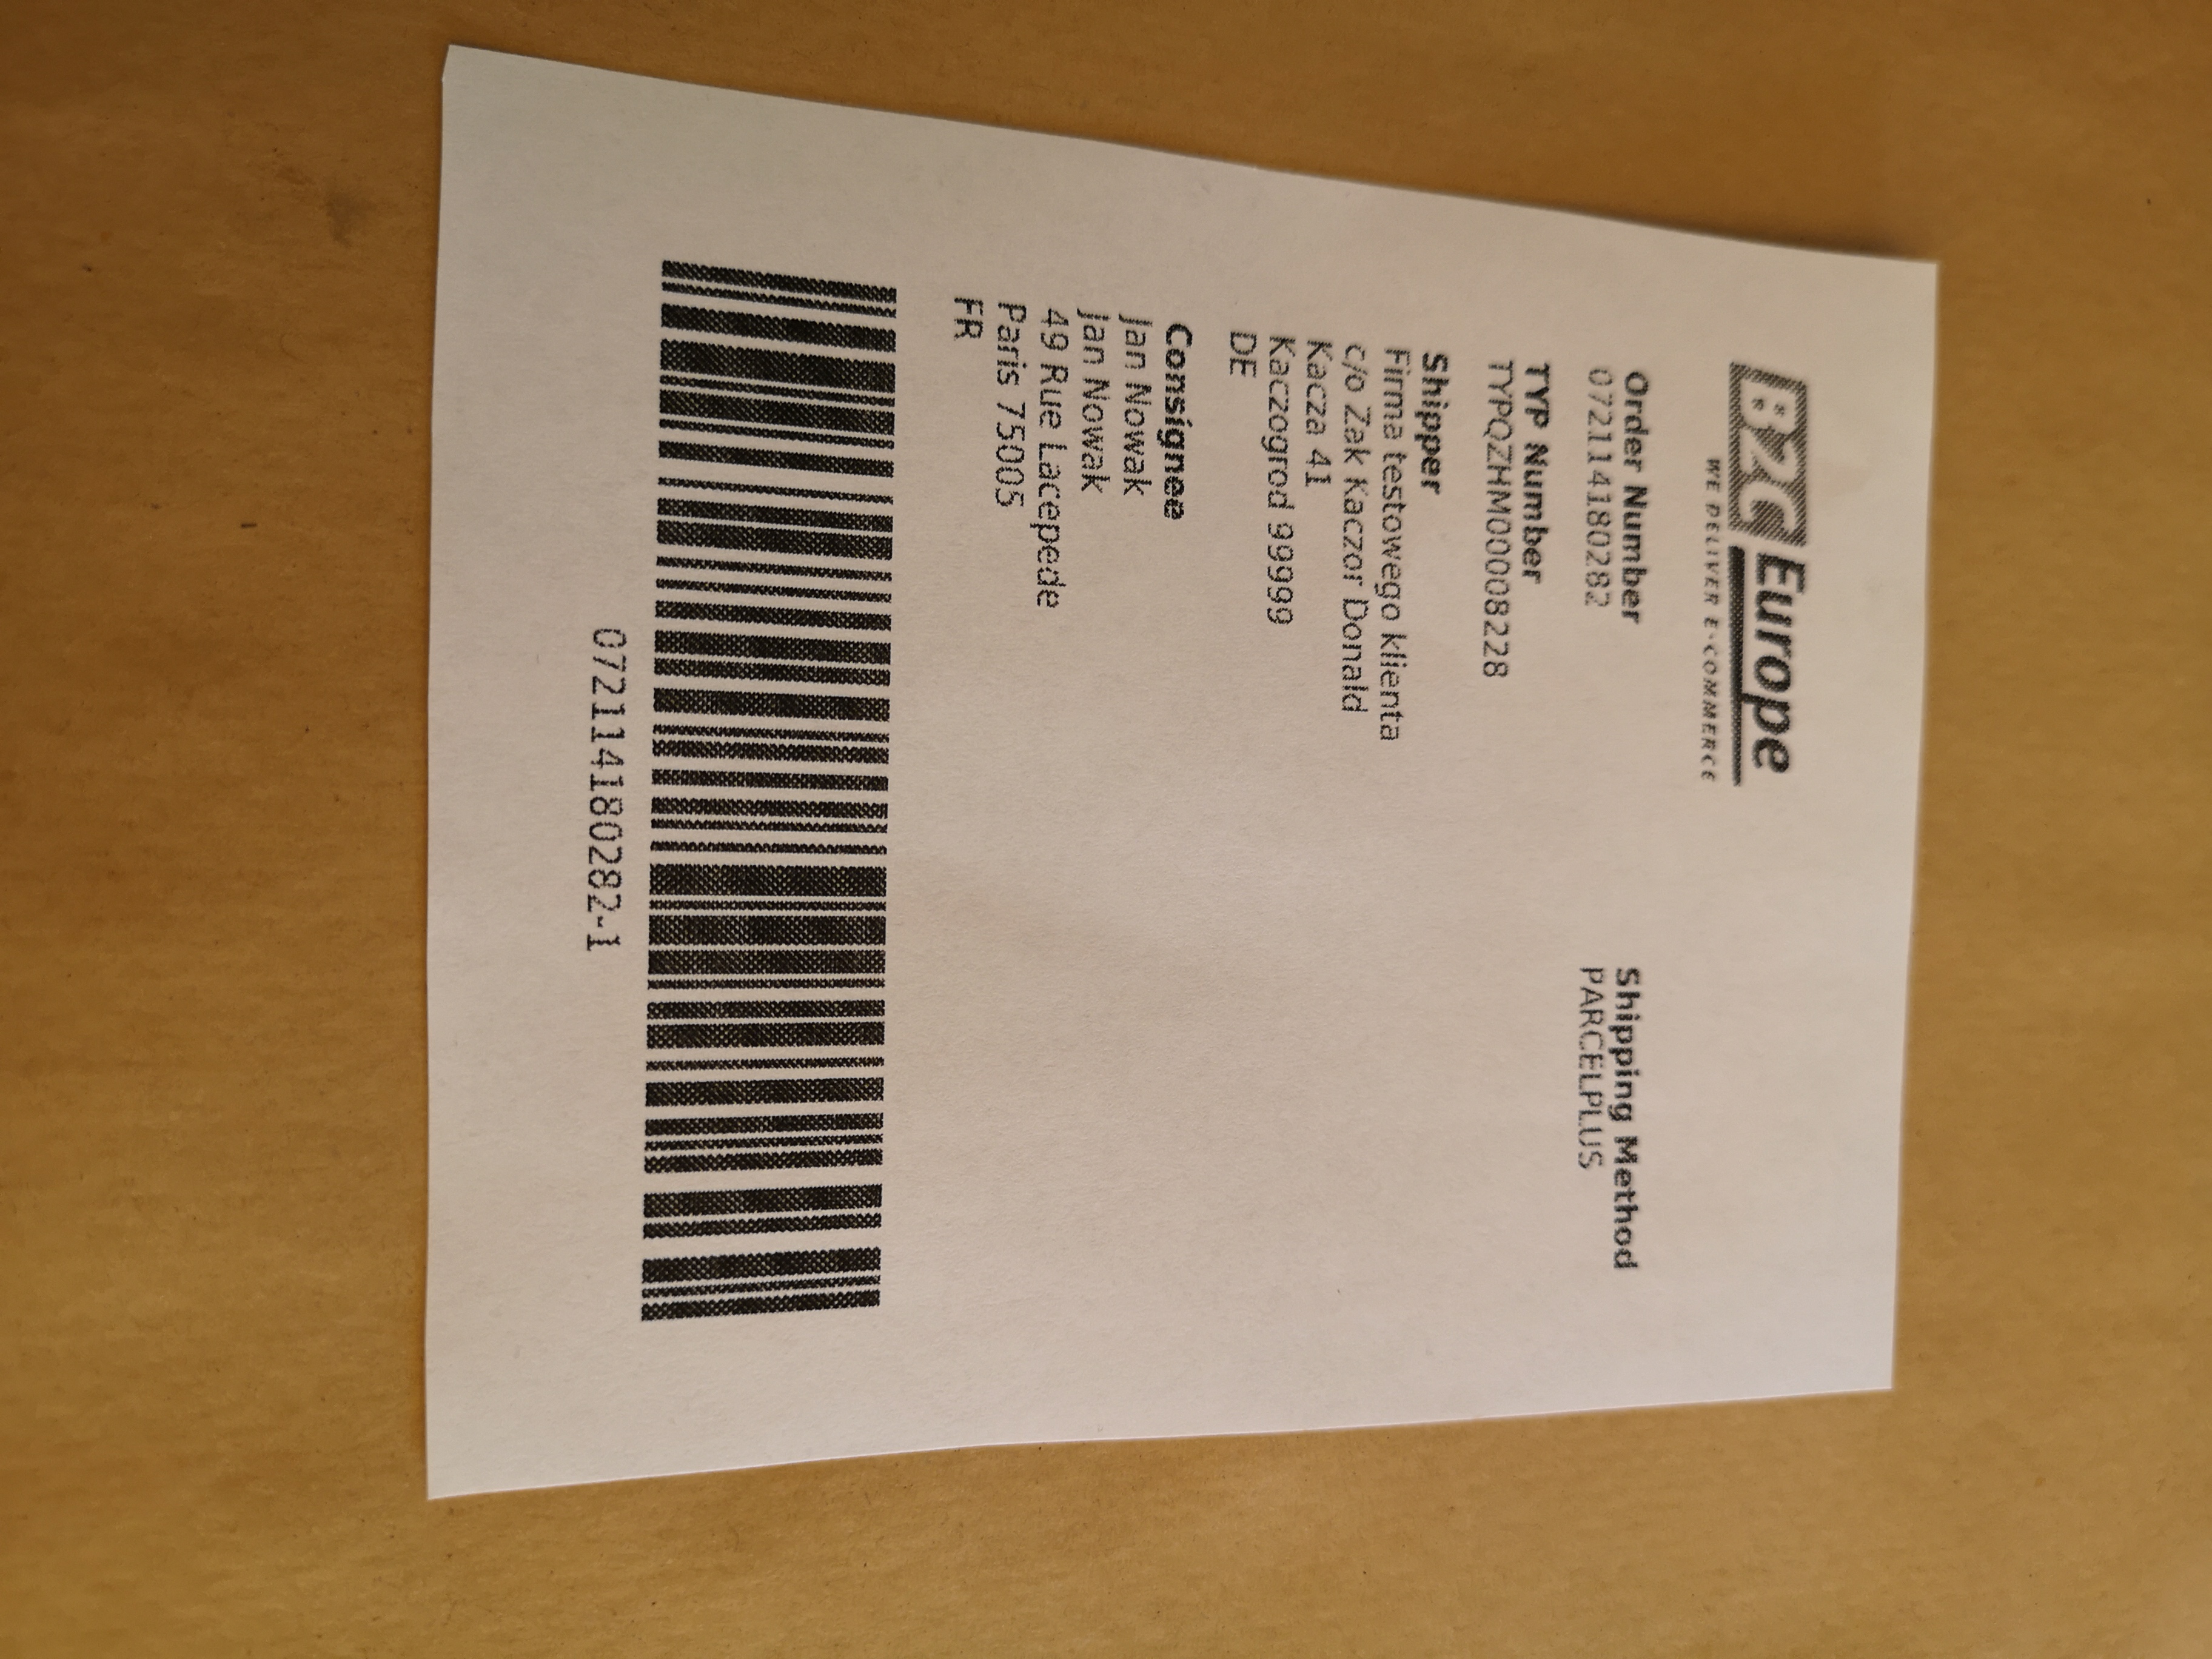 B2C Europe
WE DELIVER E-COMMERCE
Order Number
072114180282
Shipping Method
PARCELPLUS
TYP Number
TYPQZHM00008228
Shipper
Firma testowego klienta
c/o Zak Kaczor Donald
Kacza 41
Kaczogrod 99999
DE
Consignee
Jan Nowak
Jan Nowak
49 Rue Lacepede
Paris 75005
FR
072114180282-1